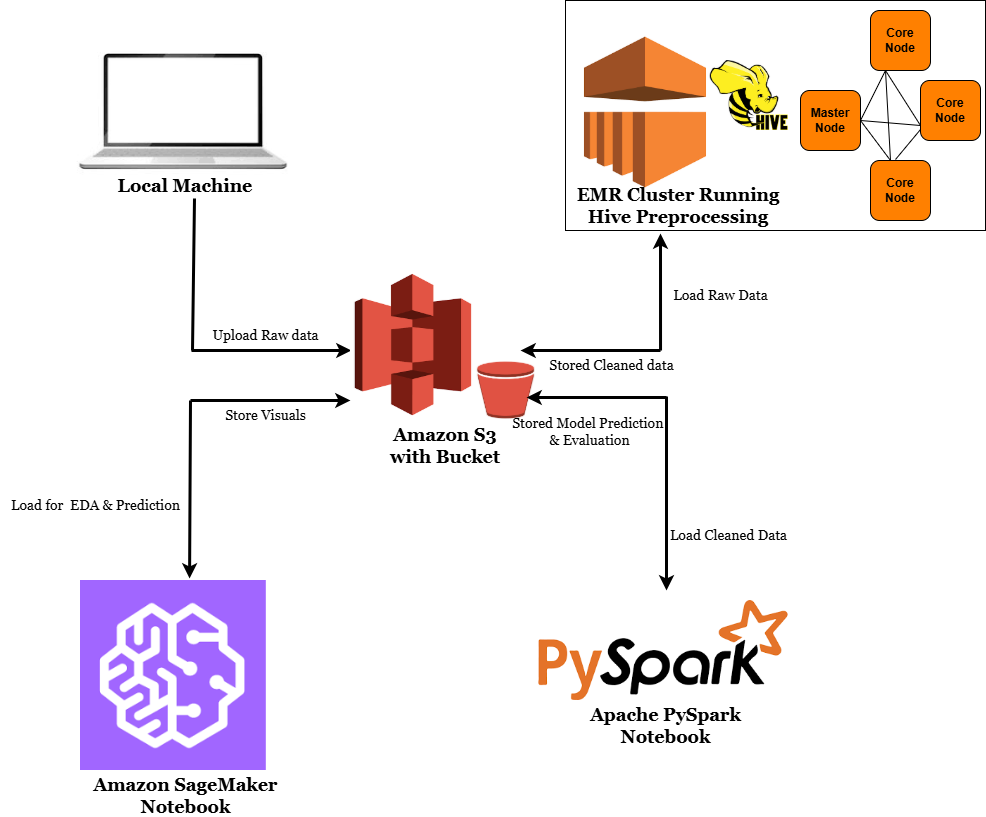 Core
Node
Master
Node
Core
Node
Core
Node
HIVE
Local Machine
EMR Cluster Running
Hive Preprocessing
Load Raw Data
Upload Raw data
Stored Cleaned data
Store Visuals
Stored Model Prediction
& Evaluation
Amazon S3
with Bucket
Load for EDA & Prediction
Load Cleaned Data
PySpark
Apache PySpark
Notebook
Amazon SageMaker
Notebook